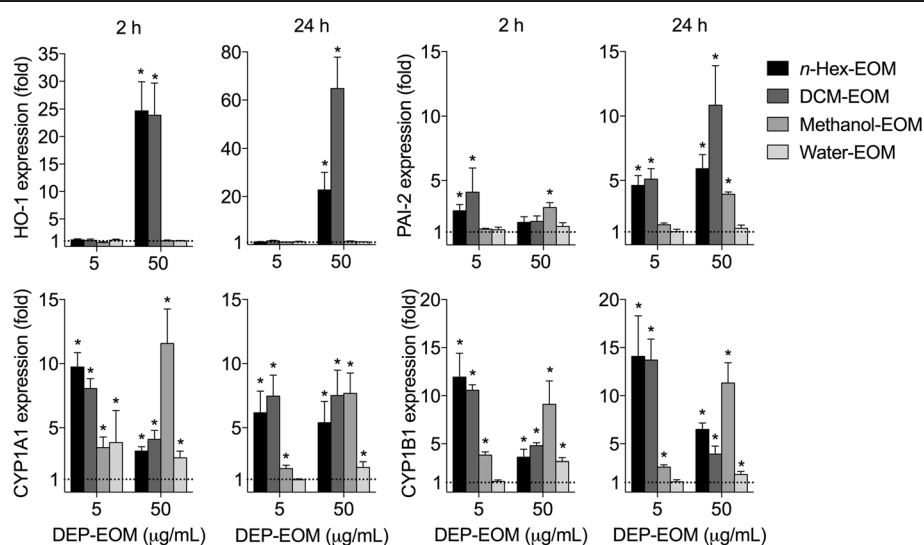 2 h
24 h
2 h
24 h
HO-1 expression (fold)
35
30
25
20
15
10
5
1
* *
5 50
80
60
40
20
1
* *
5 50
PAI-2 expression (fold)
15
10
5
1
* * *
5 50
15
10
5
1
* * * * *
5 50
n-Hex-EOM
DCM-EOM
Methanol-EOM
Water-EOM
CYP1A1 expression (fold)
15
10
5
1
* * * * * * * *
5 50
DEP-EOM (μg/mL)
15
10
5
1
* * * * * * *
5 50
DEP-EOM (μg/mL)
CYP1B1 expression (fold)
20
15
10
5
1
* * * * * * *
5 50
DEP-EOM (μg/mL)
20
15
10
5
1
* * * * * * *
5 50
DEP-EOM (μg/mL)